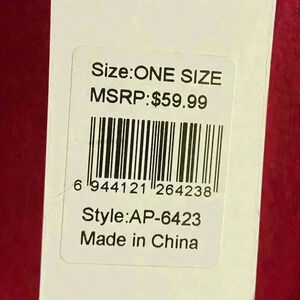 Size:ONE SIZE
MSRP:$59.99
6 944121 264238
Style:AP-6423
Made in China